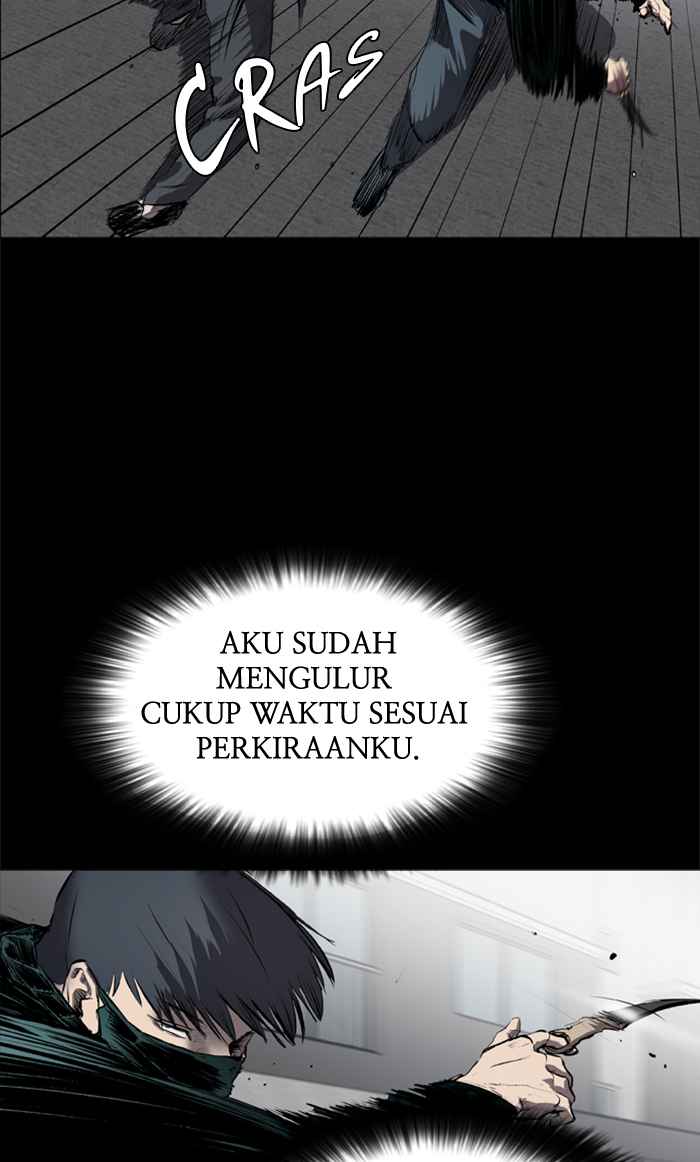 CRAS
AKU SUDAH
MENGULUR
CUKUP WAKTU SESUAI
PERKIRAANKU.